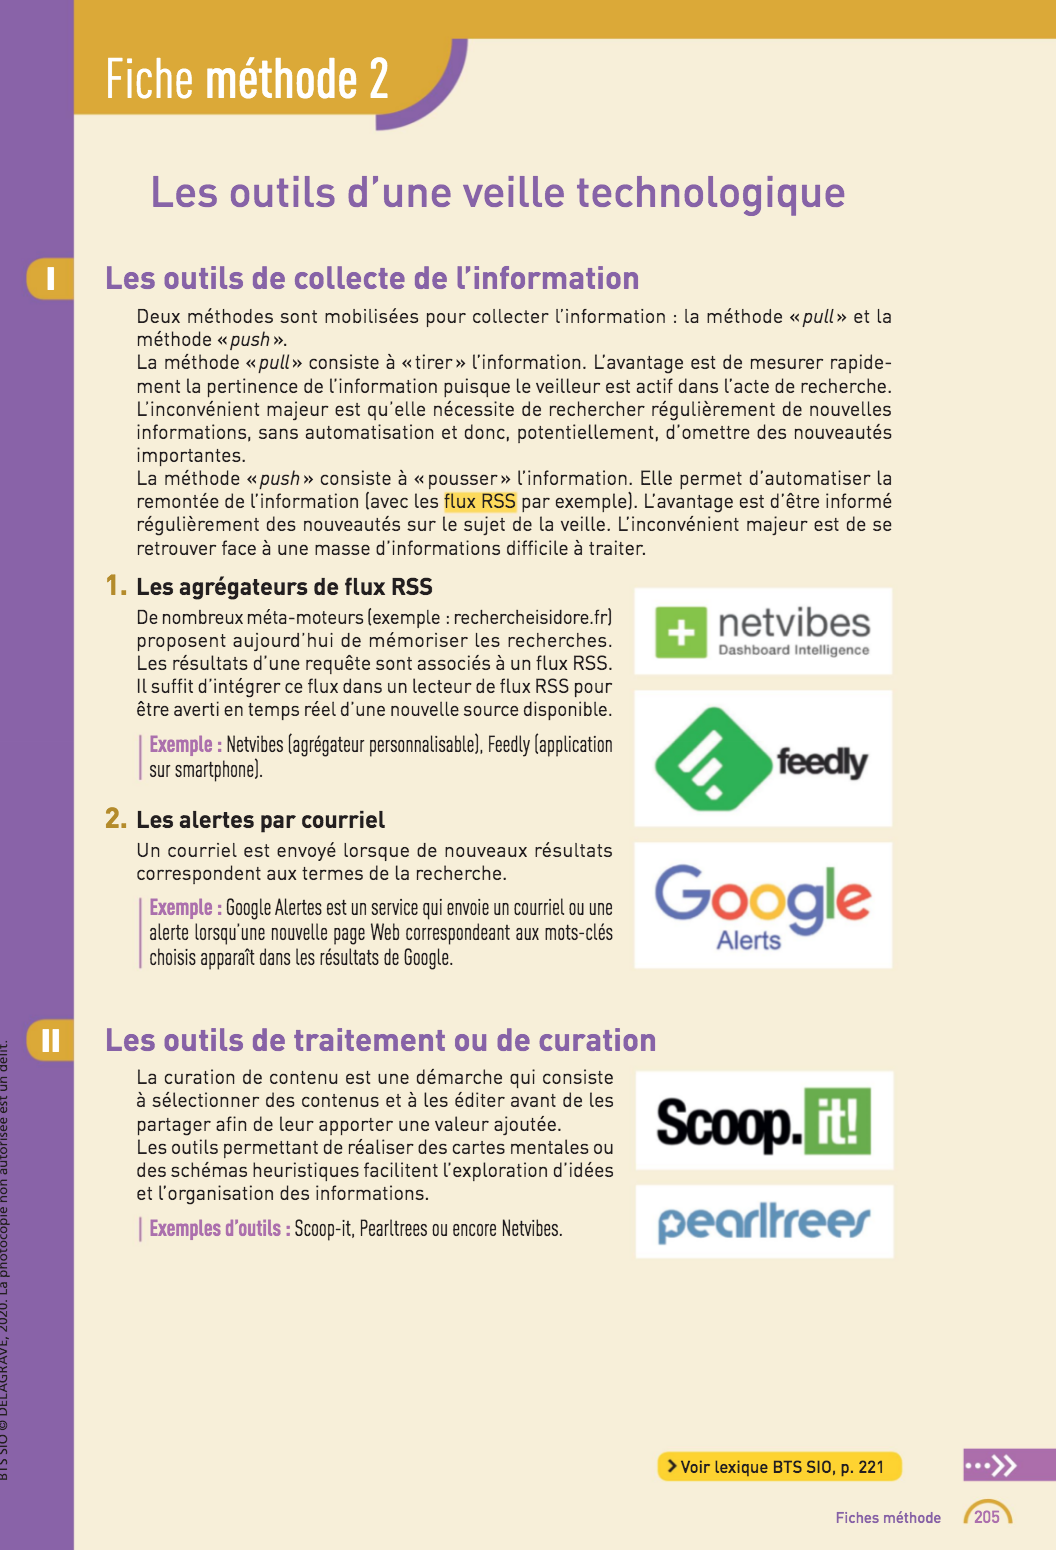 Fiche méthode 2
Les outils d’une veille technologique
I
Les outils de collecte de l’information
Deux méthodes sont mobilisées pour collecter l’information : la méthode «pull» et la
méthode «push».
La méthode «pull» consiste à «tirer» l’information. L’avantage est de mesurer rapide-
ment la pertinence de l’information puisque le veilleur est actif dans l’acte de recherche.
L’inconvénient majeur est qu’elle nécessite de rechercher régulièrement de nouvelles
informations, sans automatisation et donc, potentiellement, d’omettre des nouveautés
importantes.
La méthode «push» consiste à «pousser» l’information. Elle permet d’automatiser la
remontée de l’information (avec les flux RSS par exemple). L’avantage est d’être informé
régulièrement des nouveautés sur le sujet de la veille. L’inconvénient majeur est de se
retrouver face à une masse d’informations difficile à traiter.
1. Les agrégateurs de flux RSS
De nombreux méta-moteurs (exemple : rechercheisidore.fr)
proposent aujourd’hui de mémoriser les recherches.
Les résultats d’une requête sont associés à un flux RSS.
Il suffit d’intégrer ce flux dans un lecteur de flux RSS pour
être averti en temps réel d’une nouvelle source disponible.
Exemple : Netvibes (agrégateur personnalisable), Feedly (application
sur smartphone).
netvibes
Dashboard Intelligence
feedly
2. Les alertes par courriel
Un courriel est envoyé lorsque de nouveaux résultats
correspondent aux termes de la recherche.
Exemple : Google Alertes est un service qui envoie un courriel ou une
alerte lorsqu’une nouvelle page Web correspondeant aux mots-clés
choisis apparaît dans les résultats de Google.
Google
Alerts
II
Les outils de traitement ou de curation
La curation de contenu est une démarche qui consiste
à sélectionner des contenus et à les éditer avant de les
partager afin de leur apporter une valeur ajoutée.
Les outils permettant de réaliser des cartes mentales ou
des schémas heuristiques facilitent l’exploration d’idées
et l’organisation des informations.
Exemples d’outils : Scoop-it, Pearltrees ou encore Netvibes.
Scoop.it!
pearltrees
BTS SIO © DELAGRAVE, 2020. La photocopie non autorisée est un délit.
Voir lexique BTS SIO, p. 221
Fiches méthode 205